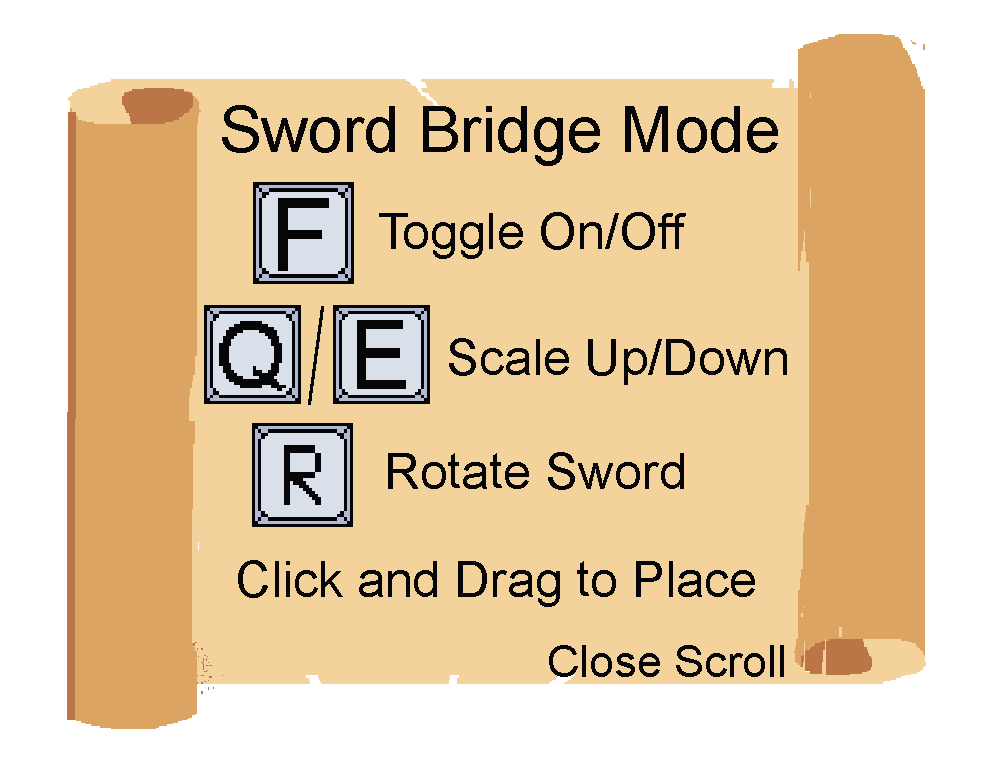 Sword Bridge Mode
F Toggle On/Off
Q/E Scale Up/Down
R Rotate Sword
Click and Drag to Place
Close Scroll